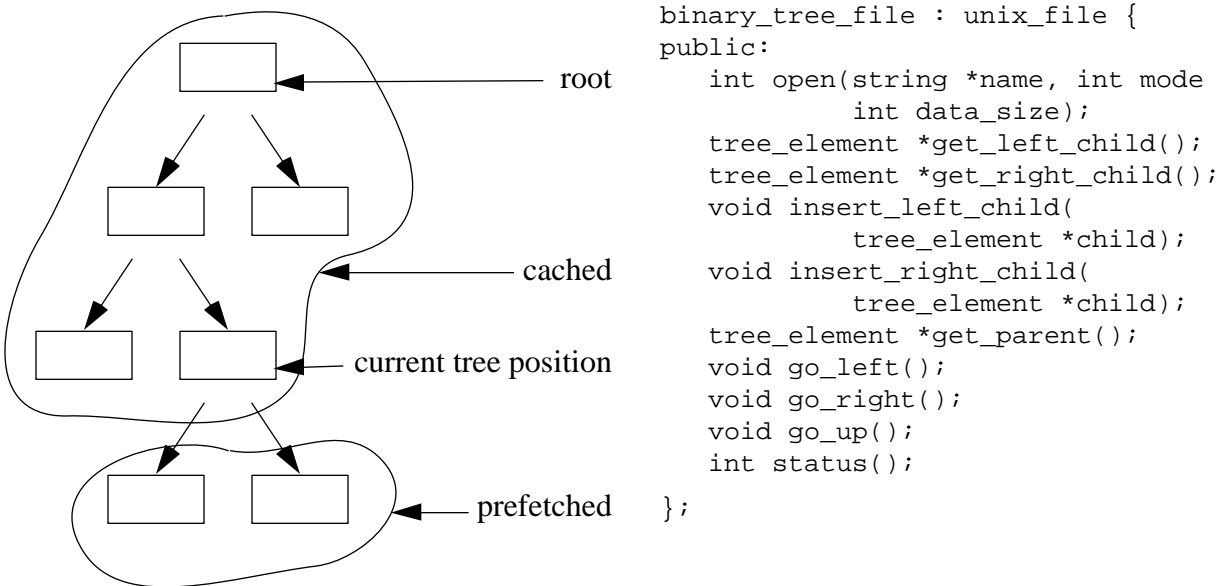 root
cached
current tree position
prefetched
binary_tree_file : unix_file {
public:
int open(string *name, int mode
int data_size);
tree_element *get_left_child();
tree_element *get_right_child();
void insert_left_child(
tree_element *child);
void insert_right_child(
tree_element *child);
tree_element *get_parent();
void go_left();
void go_right();
void go_up();
int status();
};